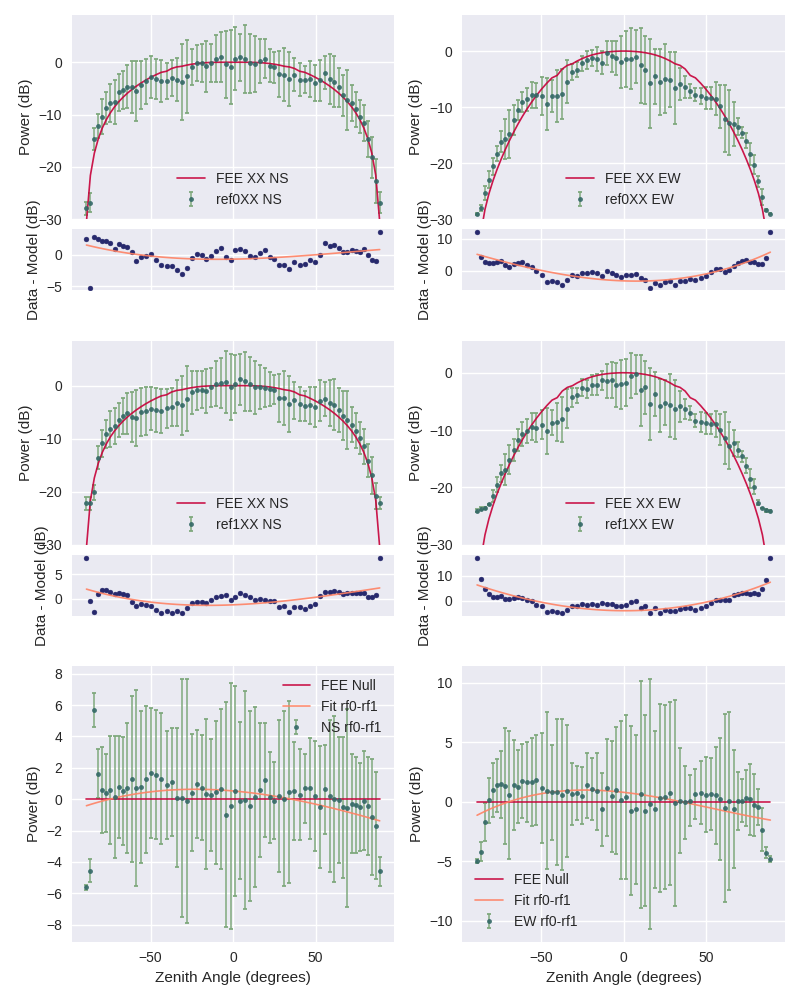 Power (dB)
0
−10
−20
−30
FEE XX NS
ref0XX NS
Data - Model (dB)
0
−5
Power (dB)
0
−10
−20
−30
FEE XX EW
ref0XX EW
Data - Model (dB)
10
0
Power (dB)
0
−10
−20
−30
FEE XX NS
ref1XX NS
Data - Model (dB)
5
0
Power (dB)
0
−10
−20
−30
FEE XX EW
ref1XX EW
Data - Model (dB)
10
0
Power (dB)
8
6
4
2
0
−2
−4
−6
−8
FEE Null
Fit rf0-rf1
NS rf0-rf1
−50
0
50
Zenith Angle (degrees)
Power (dB)
10
5
0
−5
−10
FEE Null
Fit rf0-rf1
EW rf0-rf1
−50
0
50
Zenith Angle (degrees)